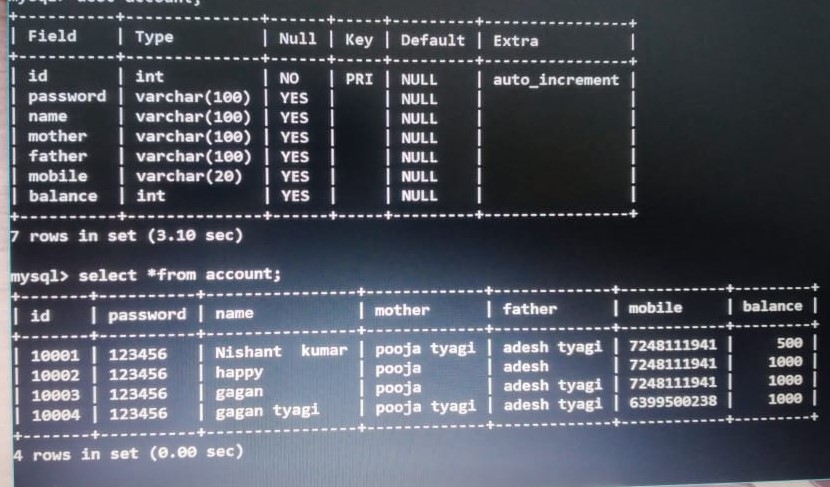 mysql> desc account;
+----------+--------------+------+-----+---------+----------------+
| Field | Type | Null | Key | Default | Extra |
+----------+--------------+------+-----+---------+----------------+
| id | int | NO | PRI | NULL | auto_increment |
| password | varchar(100) | YES | | NULL | |
| name | varchar(100) | YES | | NULL | |
| mother | varchar(100) | YES | | NULL | |
| father | varchar(100) | YES | | NULL | |
| mobile | varchar(20) | YES | | NULL | |
| balance | int | YES | | NULL | |
+----------+--------------+------+-----+---------+----------------+
7 rows in set (3.10 sec)
mysql> select *from account;
+-------+----------+----------------+-------------+-------------+------------+---------+
| id | password | name | mother | father | mobile | balance |
+-------+----------+----------------+-------------+-------------+------------+---------+
| 10001 | 123456 | Nishant  kumar | pooja tyagi | adesh tyagi | 7248111941 | 500 |
| 10002 | 123456 | happy | pooja | adesh | 7248111941 | 1000 |
| 10003 | 123456 | gagan | pooja | adesh tyagi | 7248111941 | 1000 |
| 10004 | 123456 | gagan tyagi | pooja tyagi | adesh tyagi | 6399500238 | 1000 |
+-------+----------+----------------+-------------+-------------+------------+---------+
4 rows in set (0.00 sec)